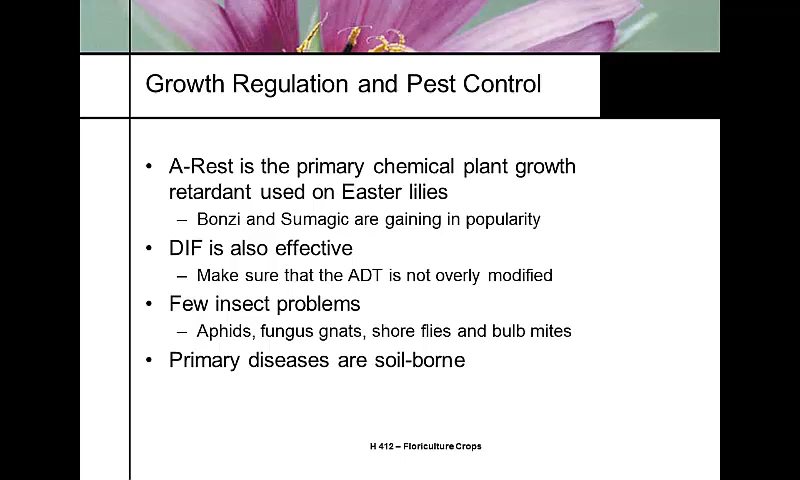 Growth Regulation and Pest Control
• A-Rest is the primary chemical plant growth
retardant used on Easter lilies
– Bonzi and Sumagic are gaining in popularity
• DIF is also effective
– Make sure that the ADT is not overly modified
• Few insect problems
– Aphids, fungus gnats, shore flies and bulb mites
• Primary diseases are soil-borne
H 412 – Floriculture Crops